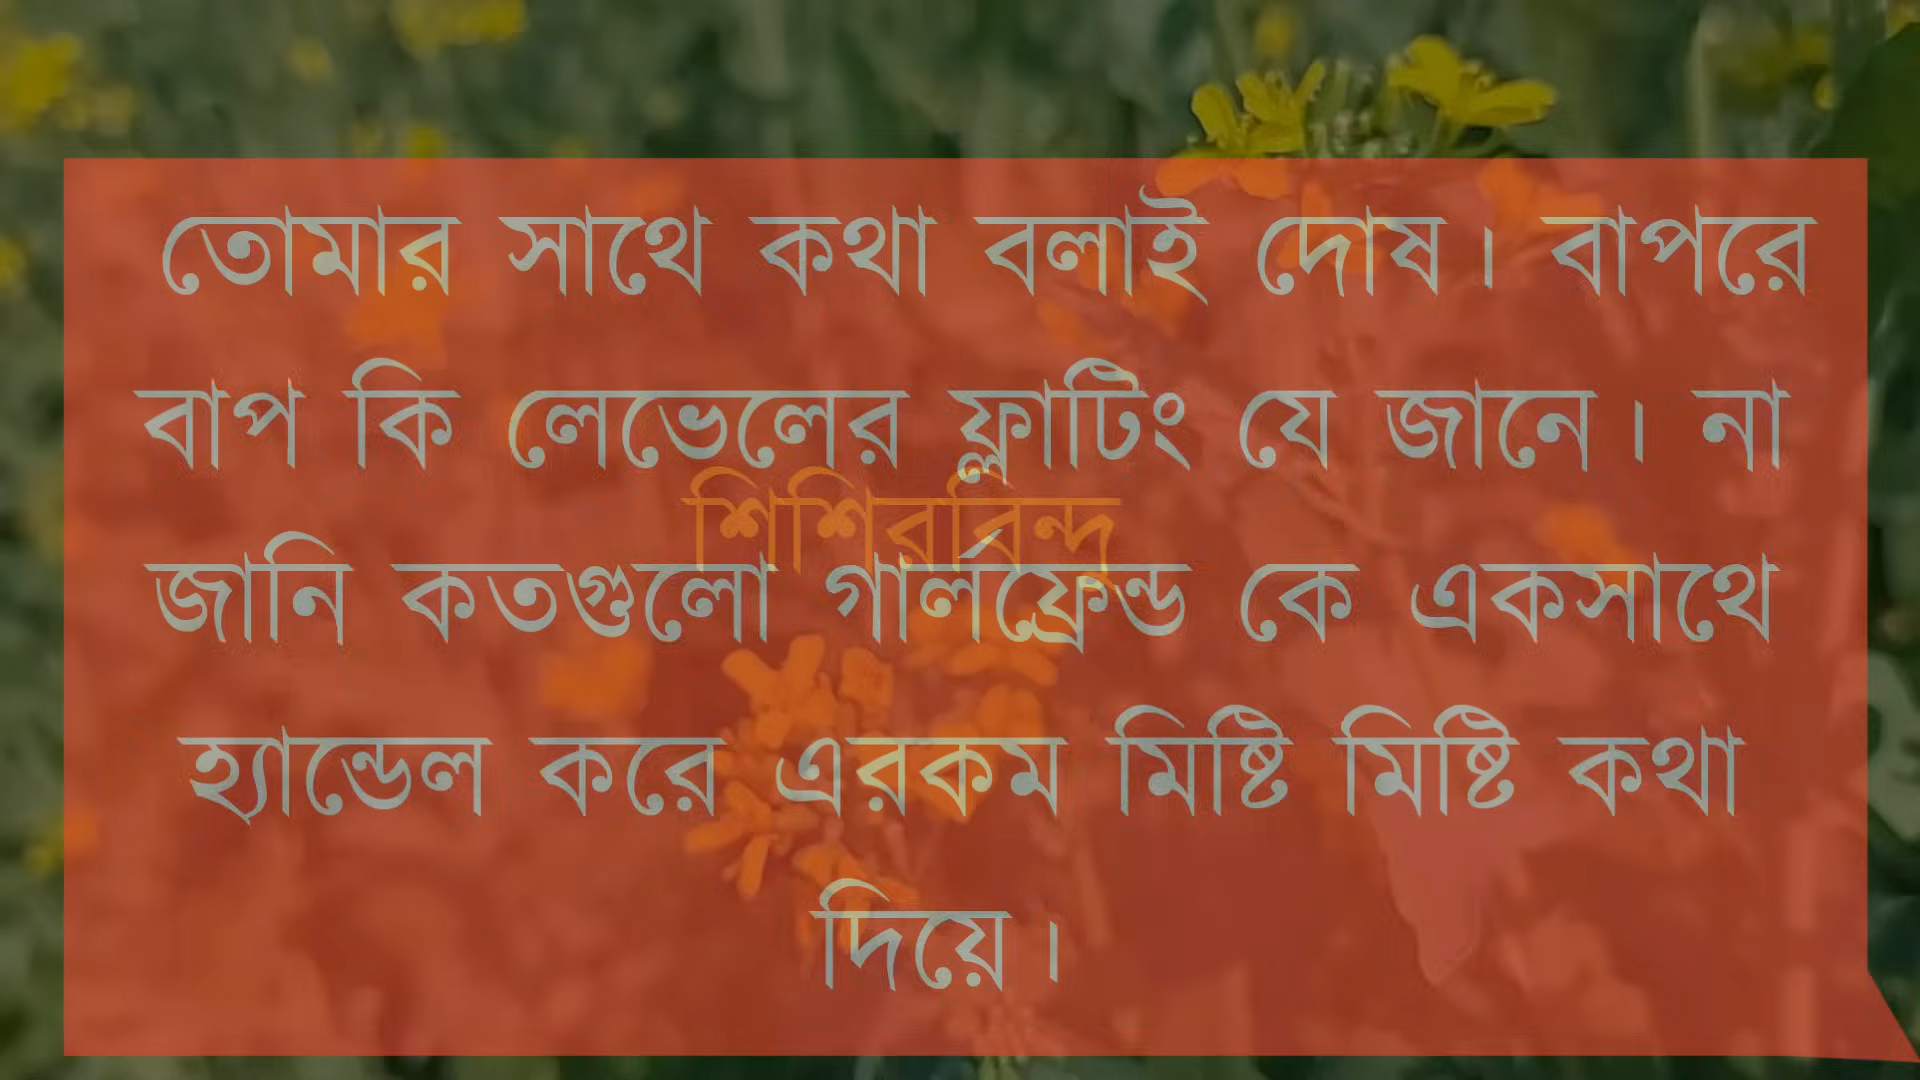 তোমার সাথে কথা বলাই দোষ। বাপরে
বাপ কি লেভেলের ফ্লাটিং যে জানে। না
শিশিরবিন্দু
জানি কতগুলো গার্লফ্রেন্ড কে একসাথে
হ্যান্ডেল করে এরকম মিষ্টি মিষ্টি কথা
দিয়ে।